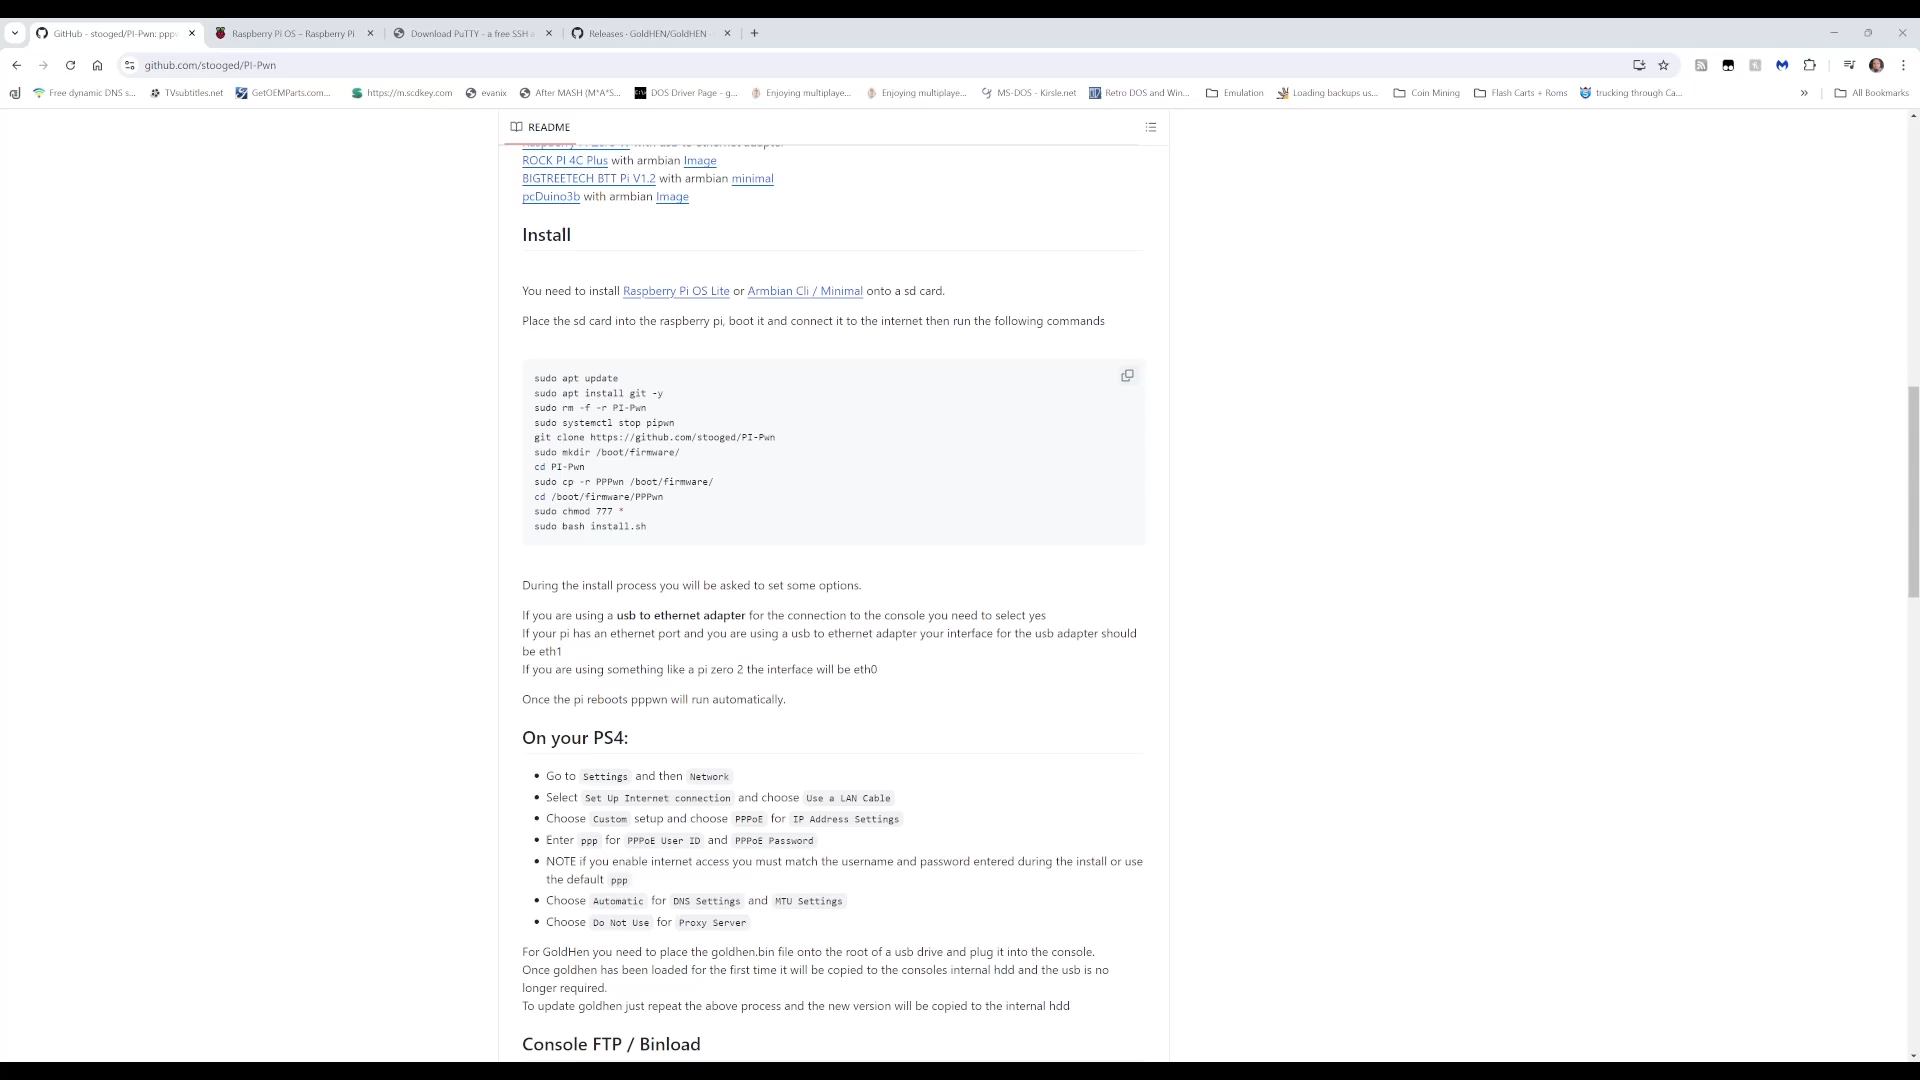 GitHub - stooged/PI-Pwn: pppw
Raspberry Pi OS – Raspberry Pi
Download PuTTY - a free SSH a
Releases · GoldHEN/GoldHEN
github.com/stooged/PI-Pwn
Free dynamic DNS s...
TVsubtitles.net
GetOEMParts.com...
https://m.scdkey.com
evanix
After MASH (M*A*S...
DOS Driver Page - g...
Enjoying multiplaye...
Enjoying multiplaye...
MS-DOS - Kirsle.net
Retro DOS and Win...
Emulation
Loading backups us...
Coin Mining
Flash Carts + Roms
trucking through Ca...
All Bookmarks
README
ROCK PI 4C Plus with armbian Image
BIGTREETECH BTT Pi V1.2 with armbian minimal
pcDuino3b with armbian Image
Install
You need to install Raspberry Pi OS Lite or Armbian Cli / Minimal onto a sd card.
Place the sd card into the raspberry pi, boot it and connect it to the internet then run the following commands
sudo apt update
sudo apt install git -y
sudo rm -f -r PI-Pwn
sudo systemctl stop pipwn
git clone https://github.com/stooged/PI-Pwn
sudo mkdir /boot/firmware/
cd PI-Pwn
sudo cp -r PPPwn /boot/firmware/
cd /boot/firmware/PPPwn
sudo chmod 777 *
sudo bash install.sh
During the install process you will be asked to set some options.
If you are using a usb to ethernet adapter for the connection to the console you need to select yes
If your pi has an ethernet port and you are using a usb to ethernet adapter your interface for the usb adapter should
be eth1
If you are using something like a pi zero 2 the interface will be eth0
Once the pi reboots pppwn will run automatically.
On your PS4:
Go to Settings and then Network
Select Set Up Internet connection and choose Use a LAN Cable
Choose Custom setup and choose PPPoE for IP Address Settings
Enter ppp for PPPoE User ID and PPPoE Password
NOTE if you enable internet access you must match the username and password entered during the install or use
the default ppp
Choose Automatic for DNS Settings and MTU Settings
Choose Do Not Use for Proxy Server
For GoldHen you need to place the goldhen.bin file onto the root of a usb drive and plug it into the console.
Once goldhen has been loaded for the first time it will be copied to the consoles internal hdd and the usb is no
longer required.
To update goldhen just repeat the above process and the new version will be copied to the internal hdd
Console FTP / Binload